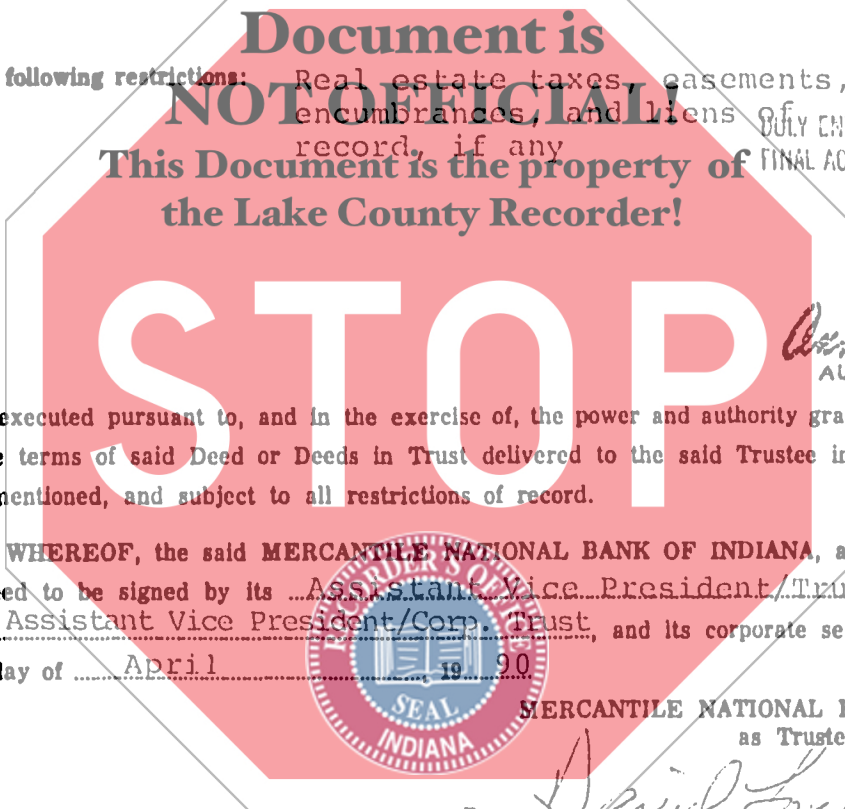 Document is
following restrictions: Real estate taxes, easements,
NOT OFFICIAL!
encumbrances, and liens of
DULY EN
record, if any
This Document is the property of
FINAL AC
the Lake County Recorder!
STOP
AU
executed pursuant to, and in the exercise of, the power and authority gra
terms of said Deed or Deeds in Trust delivered to the said Trustee in
mentioned, and subject to all restrictions of record.
WHEREOF, the said MERCANTILE NATIONAL BANK OF INDIANA, a
ed to be signed by its Assistant Vice President/Tru
Assistant Vice President/Corp. Trust, and its corporate se
ay of April 19 90
RECORDER'S OFFICE
SEAL
INDIANA
MERCANTILE NATIONAL B
as Truste